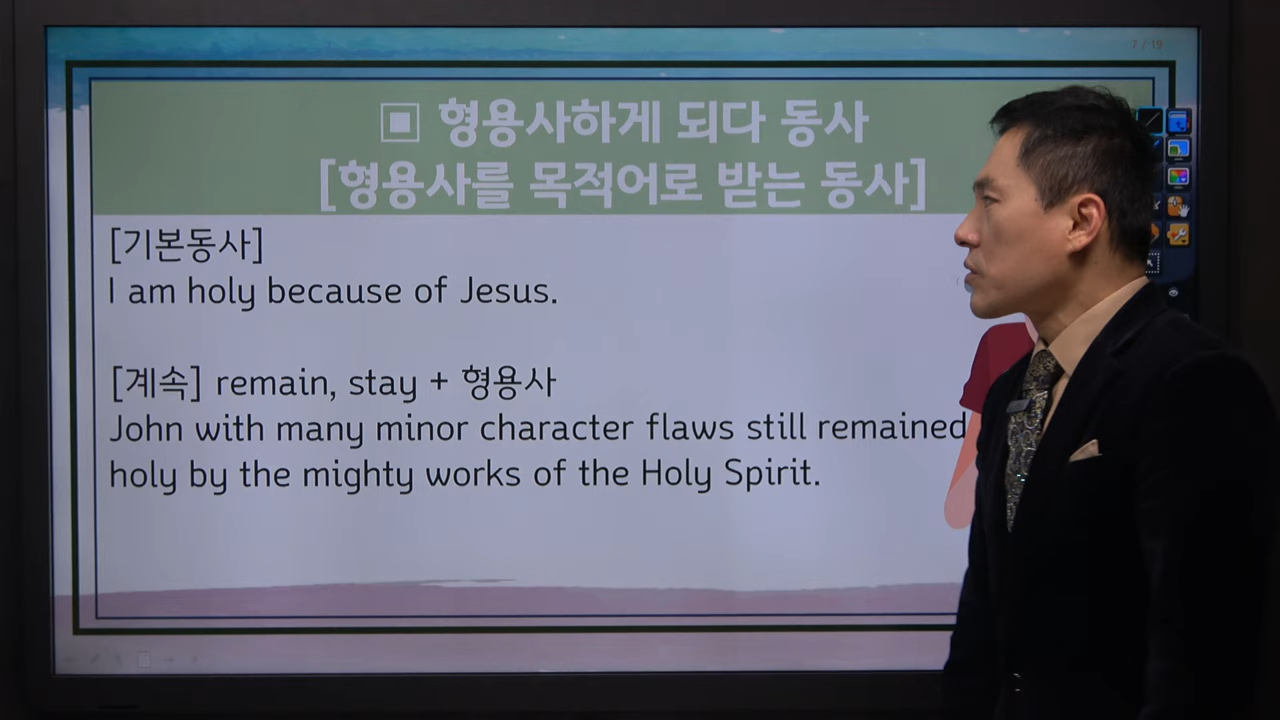 7 / 19
▣ 형용사하게 되다 동사
[형용사를 목적어로 받는 동사]
[기본동사]
I am holy because of Jesus.
[계속] remain, stay + 형용사
John with many minor character flaws still remained
holy by the mighty works of the Holy Spirit.